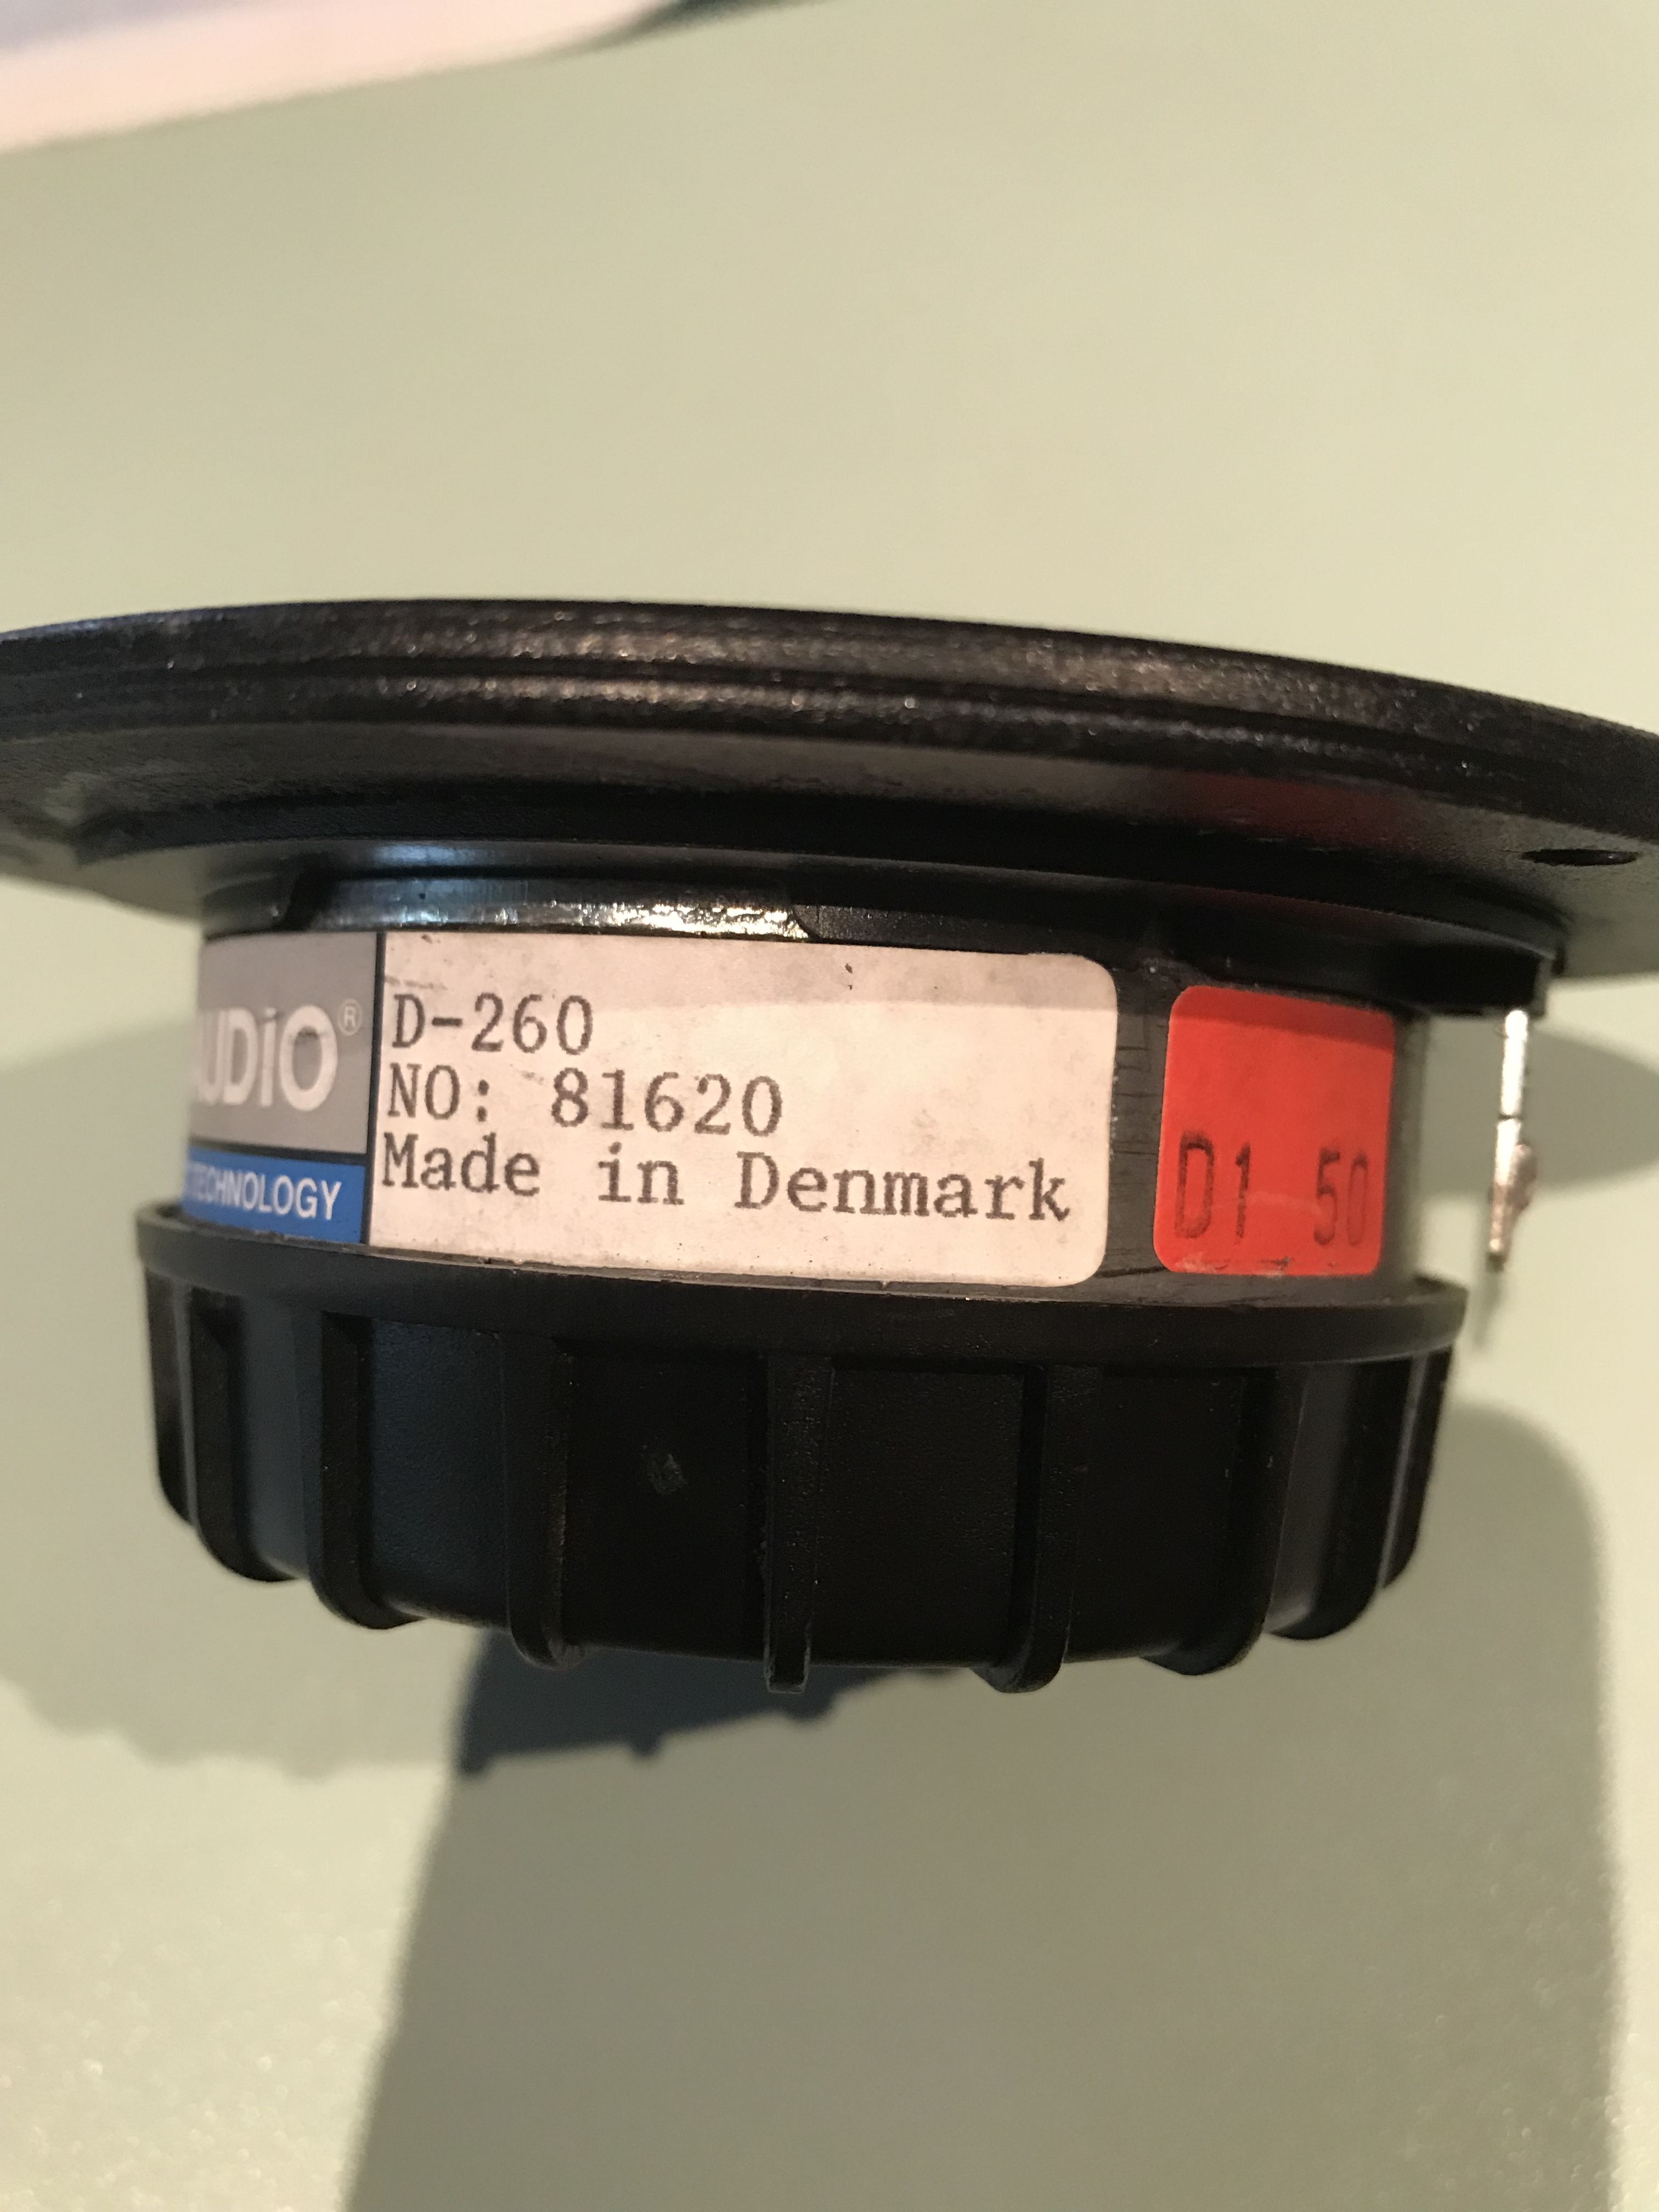 AUDiO®
TECHNOLOGY
D-260
NO: 81620
Made in Denmark
D1 50